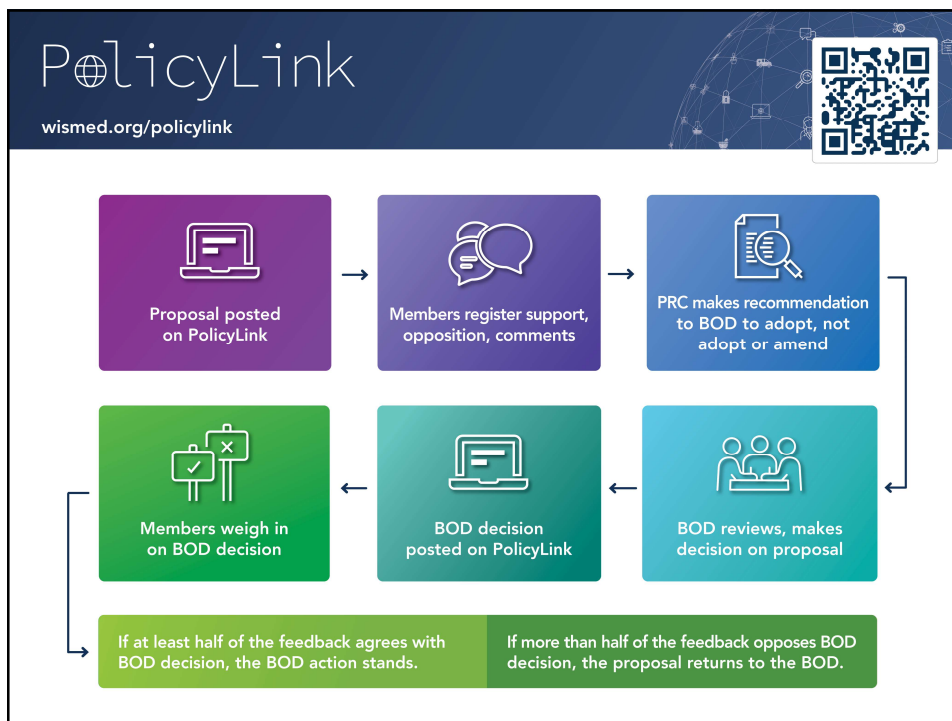 PolicyLink
wismed.org/policylink
Proposal posted
on PolicyLink
Members register support,
opposition, comments
PRC makes recommendation
to BOD to adopt, not
adopt or amend
BOD reviews, makes
decision on proposal
BOD decision
posted on PolicyLink
Members weigh in
on BOD decision
If at least half of the feedback agrees with
BOD decision, the BOD action stands.
If more than half of the feedback opposes BOD
decision, the proposal returns to the BOD.